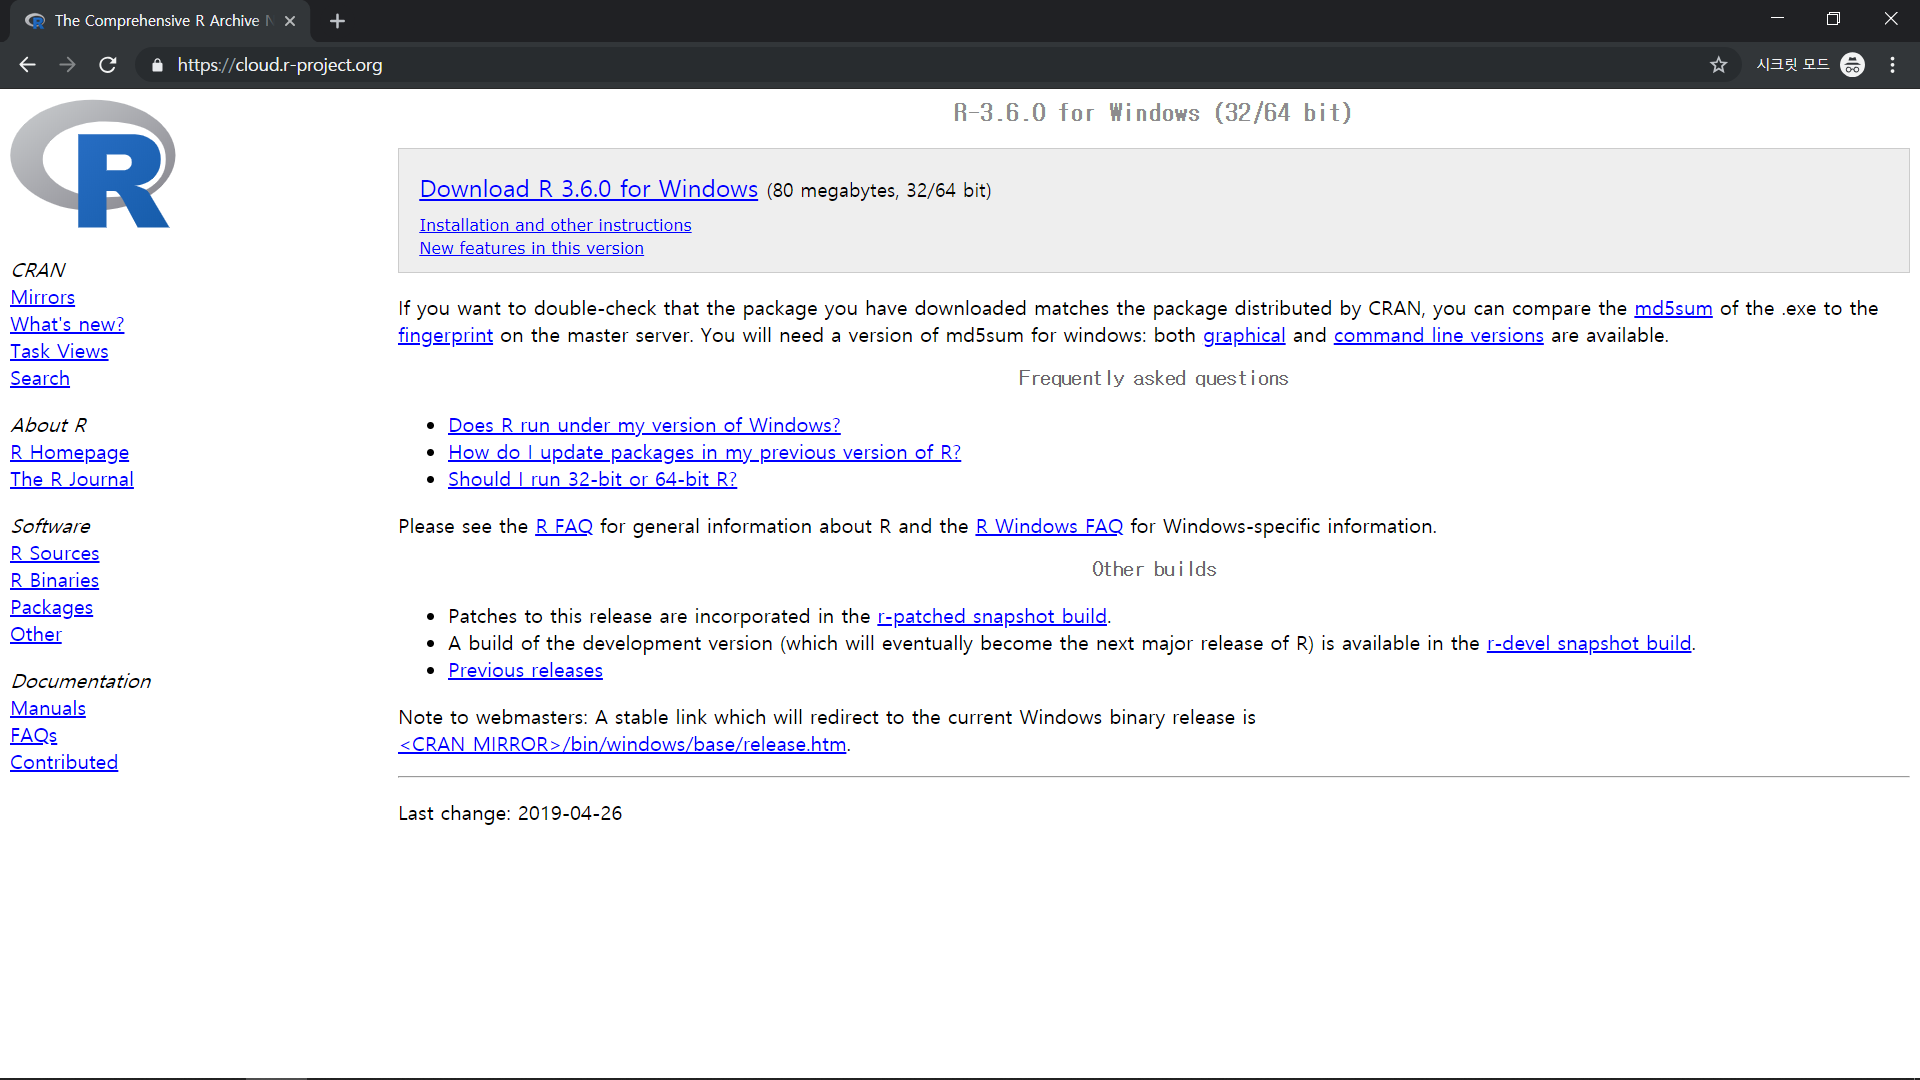 The Comprehensive R Archive N
https://cloud.r-project.org
시크릿 모드
R
CRAN
Mirrors
What's new?
Task Views
Search
About R
R Homepage
The R Journal
Software
R Sources
R Binaries
Packages
Other
Documentation
Manuals
FAQs
Contributed
R-3.6.0 for Windows (32/64 bit)
Download R 3.6.0 for Windows (80 megabytes, 32/64 bit)
Installation and other instructions
New features in this version
If you want to double-check that the package you have downloaded matches the package distributed by CRAN, you can compare the md5sum of the .exe to the
fingerprint on the master server. You will need a version of md5sum for windows: both graphical and command line versions are available.
Frequently asked questions
Does R run under my version of Windows?
How do I update packages in my previous version of R?
Should I run 32-bit or 64-bit R?
Please see the R FAQ for general information about R and the R Windows FAQ for Windows-specific information.
Other builds
Patches to this release are incorporated in the r-patched snapshot build.
A build of the development version (which will eventually become the next major release of R) is available in the r-devel snapshot build.
Previous releases
Note to webmasters: A stable link which will redirect to the current Windows binary release is
<CRAN MIRROR>/bin/windows/base/release.htm.
Last change: 2019-04-26